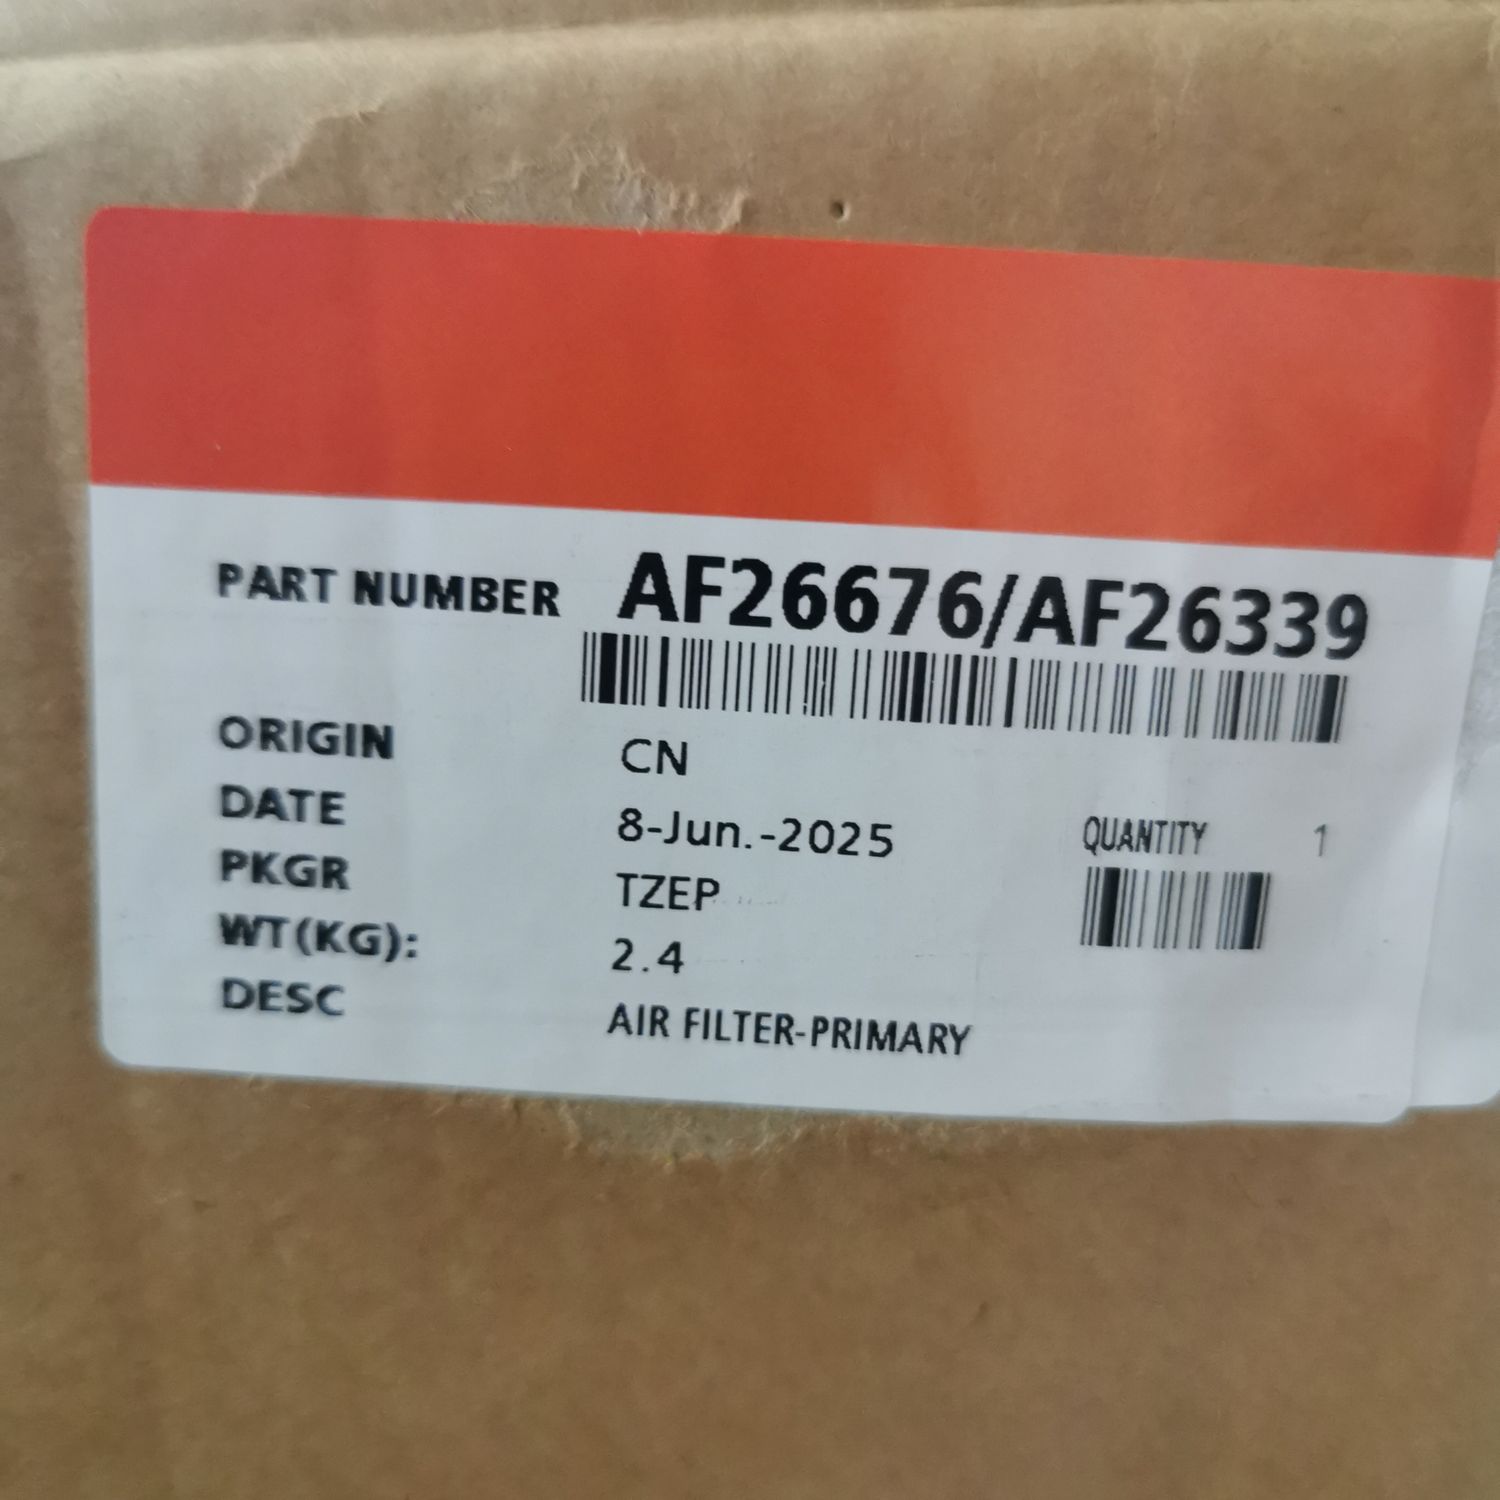 PART NUMBER AF26676/AF26339
ORIGIN CN
DATE 8-Jun.-2025 QUANTITY 1
PKGR TZEP
WT(KG): 2.4
DESC AIR FILTER-PRIMARY